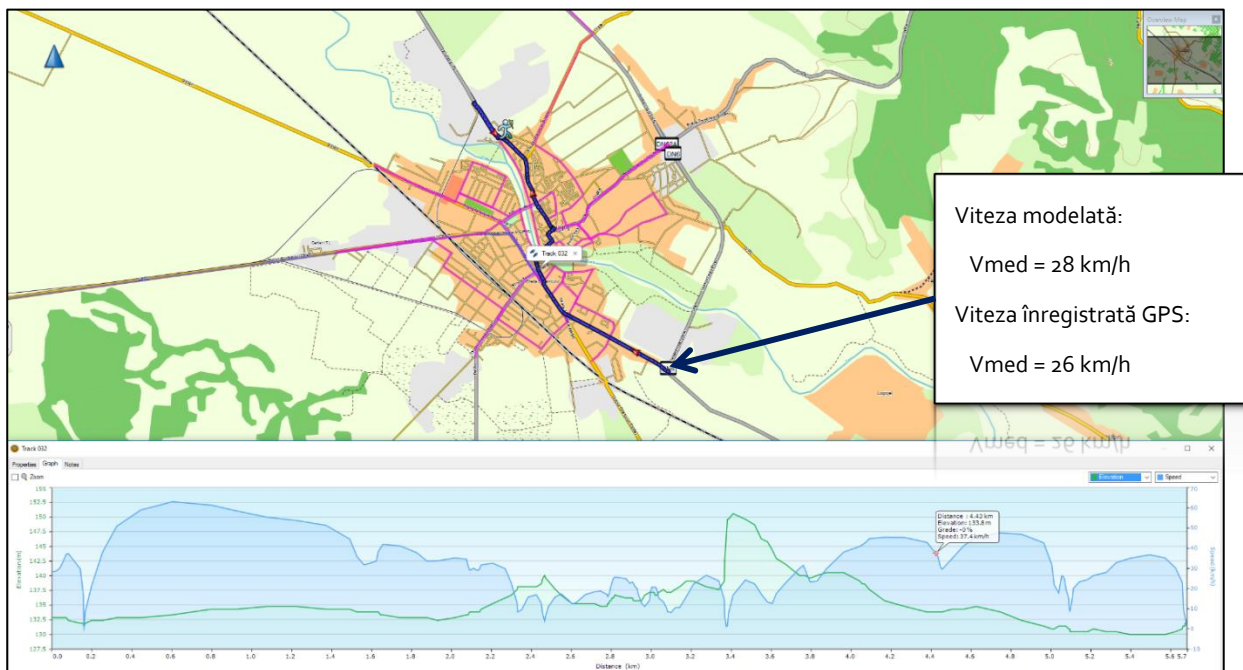 Overview Map
Track 032
Viteza modelată:
Vmed = 28 km/h
Viteza înregistrată GPS:
Vmed = 26 km/h
Track 032
Properties Graph Notes
Zoom
Elevation
Speed
Elevation(m)
155
152.5
150
147.5
145
142.5
140
137.5
135
132.5
130
127.5
Distance : 4.43 km
Elevation: 133.8 m
Grade: -0%
Speed: 37.4 km/h
70
60
50
40
30
20
10
0
-10
Speed(km/h)
0.0 0.2 0.4 0.6 0.8 1.0 1.2 1.4 1.6 1.8 2.0 2.2 2.4 2.6 2.8 3.0 3.2 3.4 3.6 3.8 4.0 4.2 4.4 4.6 4.8 5.0 5.2 5.4 5.6 5.7
Distance (km)